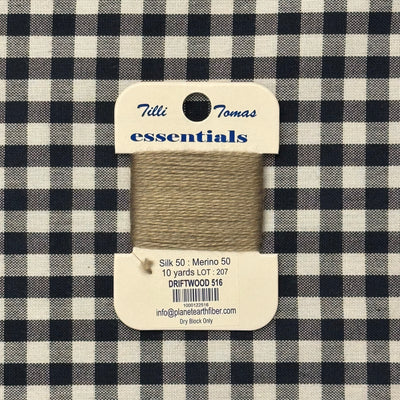 Tilli Tomas
essentials
Silk 50 : Merino 50
10 yards LOT : 207
DRIFTWOOD 516
1000122516
info@planetearthfiber.com
Dry Block Only